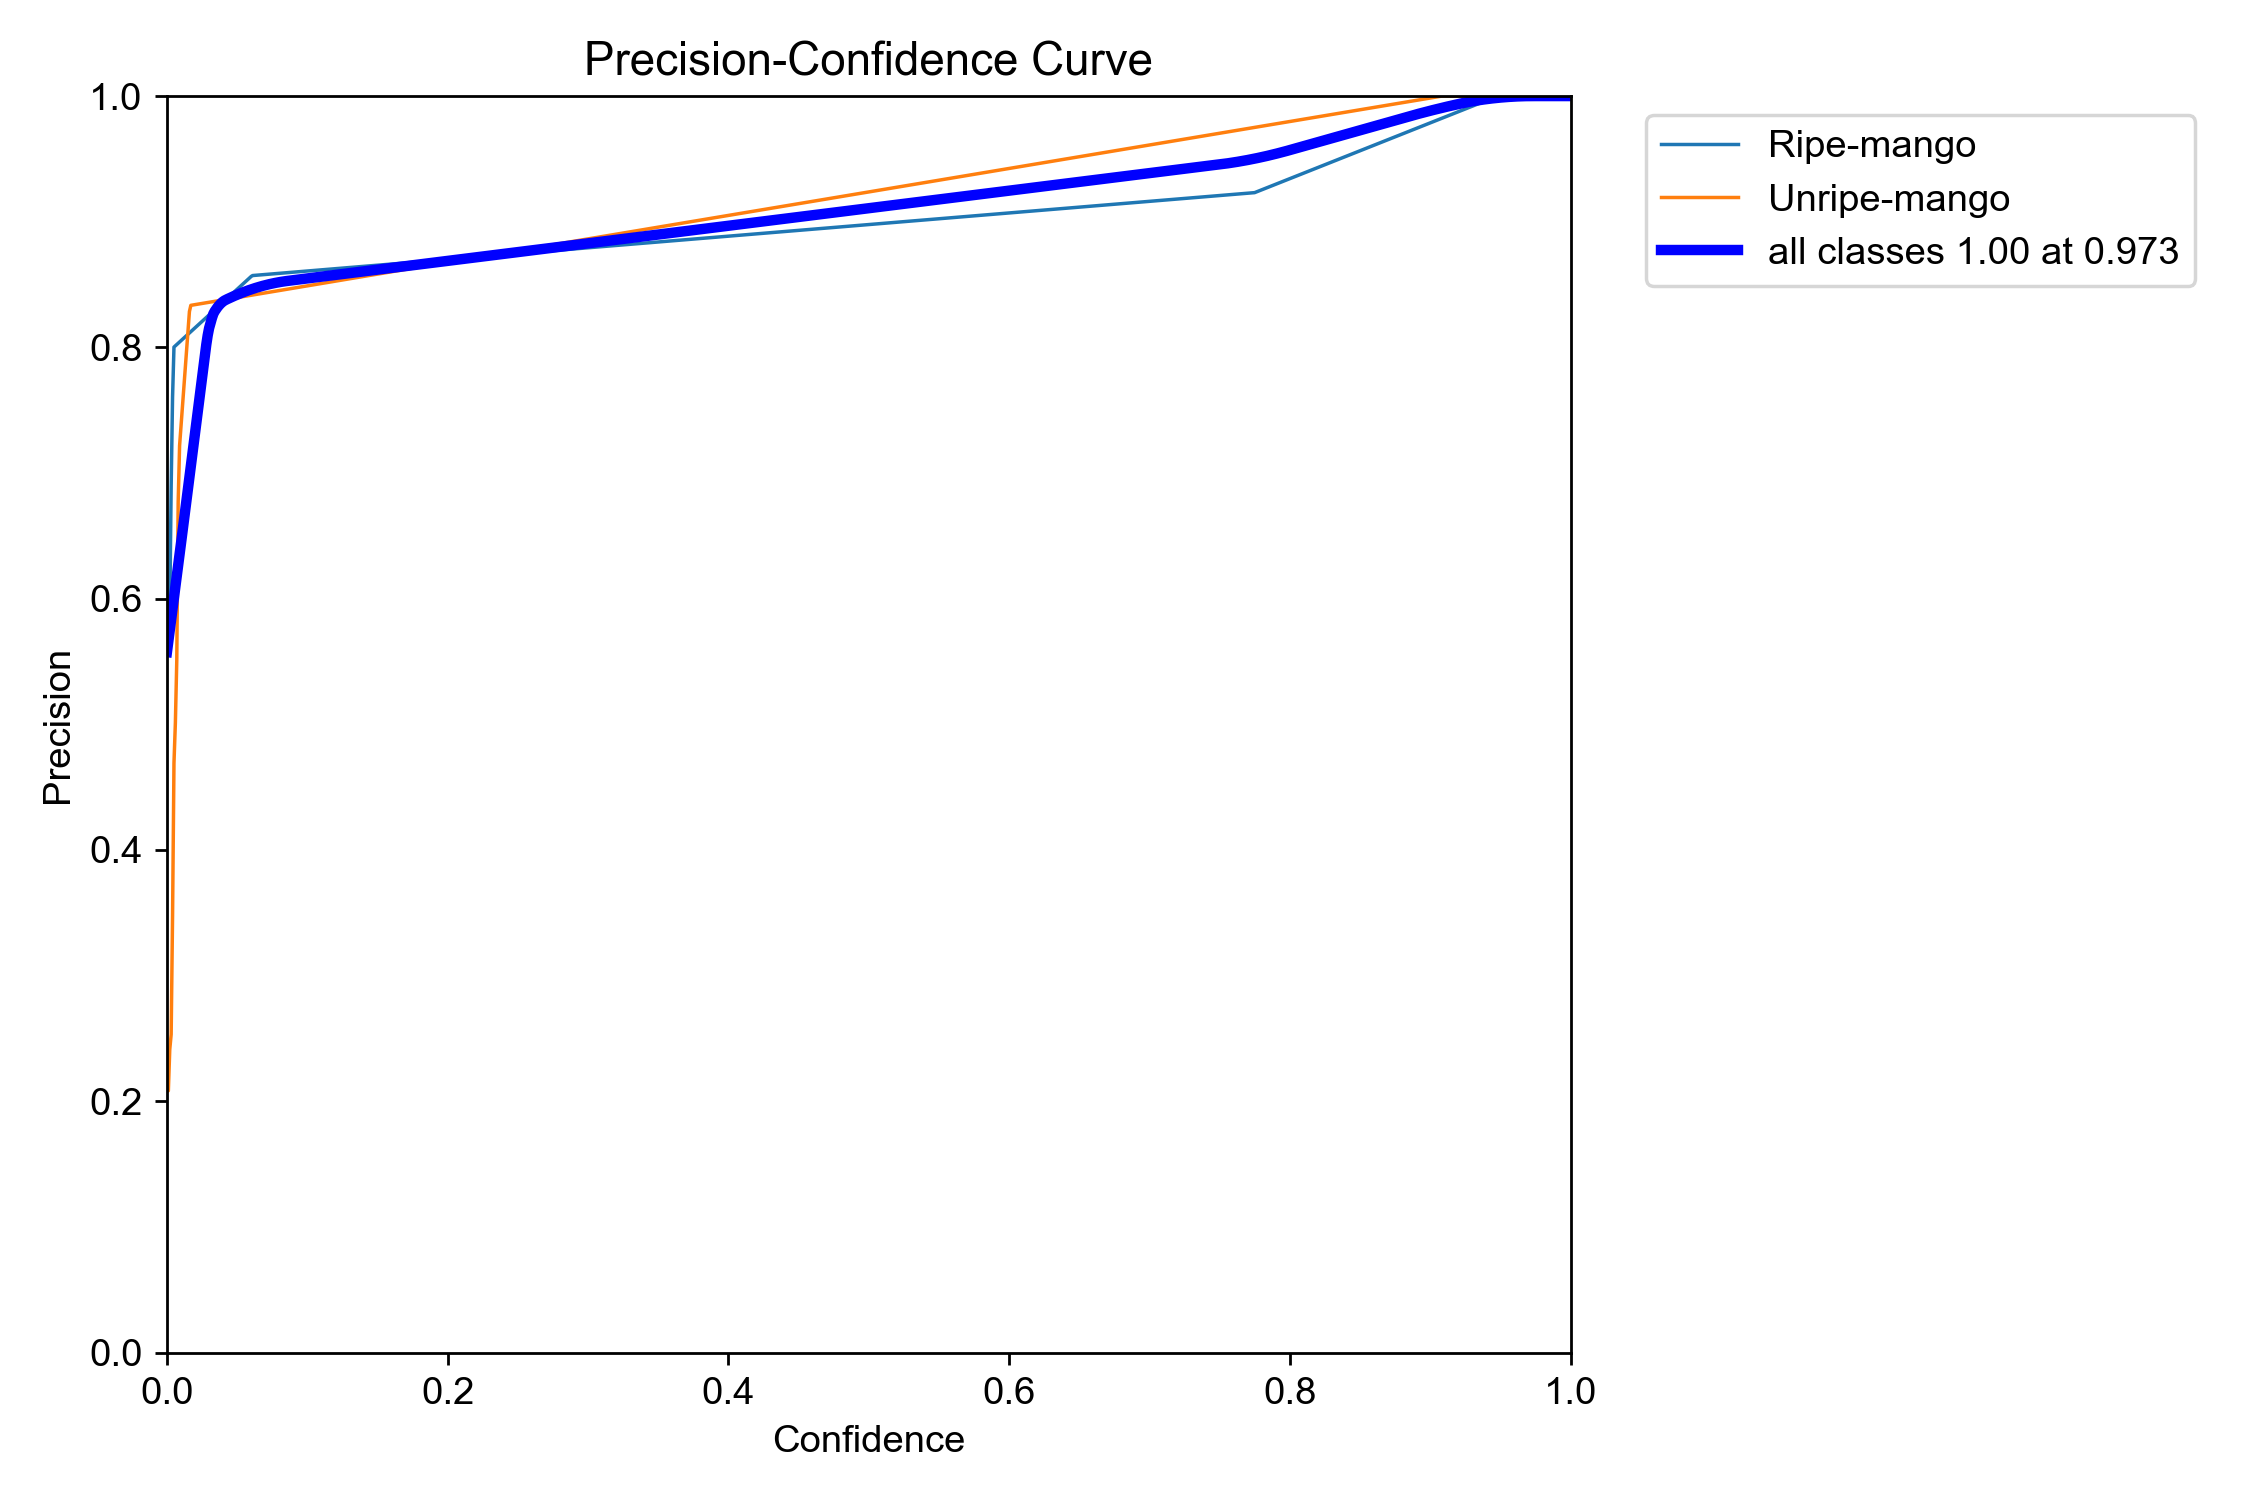 Precision-Confidence Curve
1.0
0.8
0.6
0.4
0.2
0.0
Precision
0.0 0.2 0.4 0.6 0.8 1.0
Confidence
Ripe-mango
Unripe-mango
all classes 1.00 at 0.973